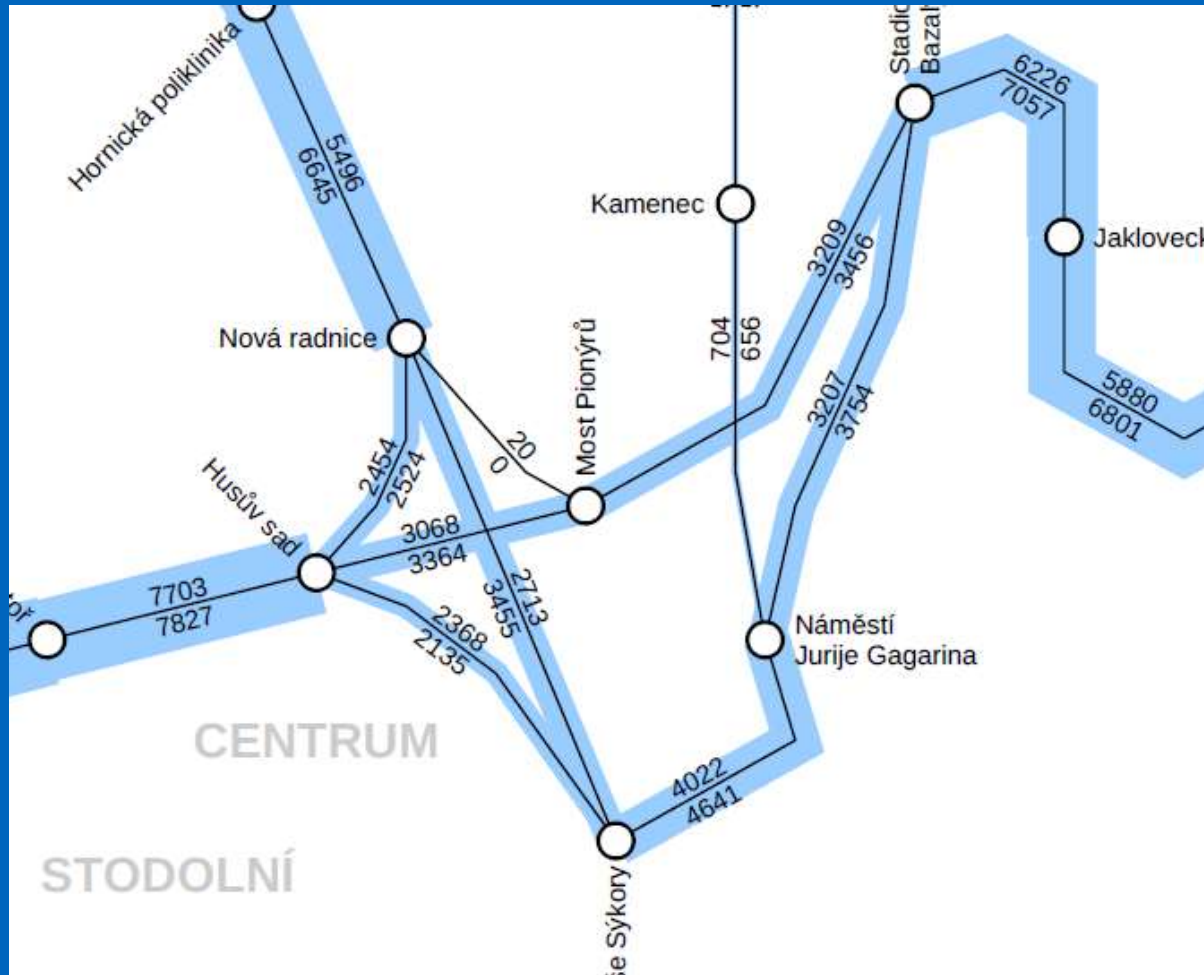 Stadio
Bazal
6226
7057
Hornická poliklinika
5496
6645
Kamenec
3209
3456
Jakloveck
Nová radnice
704
656
Most Pionýrů
3207
3754
5880
6801
20
0
2454
2524
Husův sad
3068
3364
7703
7827
2713
3455
2368
2135
Náměstí
Jurije Gagarina
CENTRUM
4022
4641
STODOLNÍ
še Sýkory